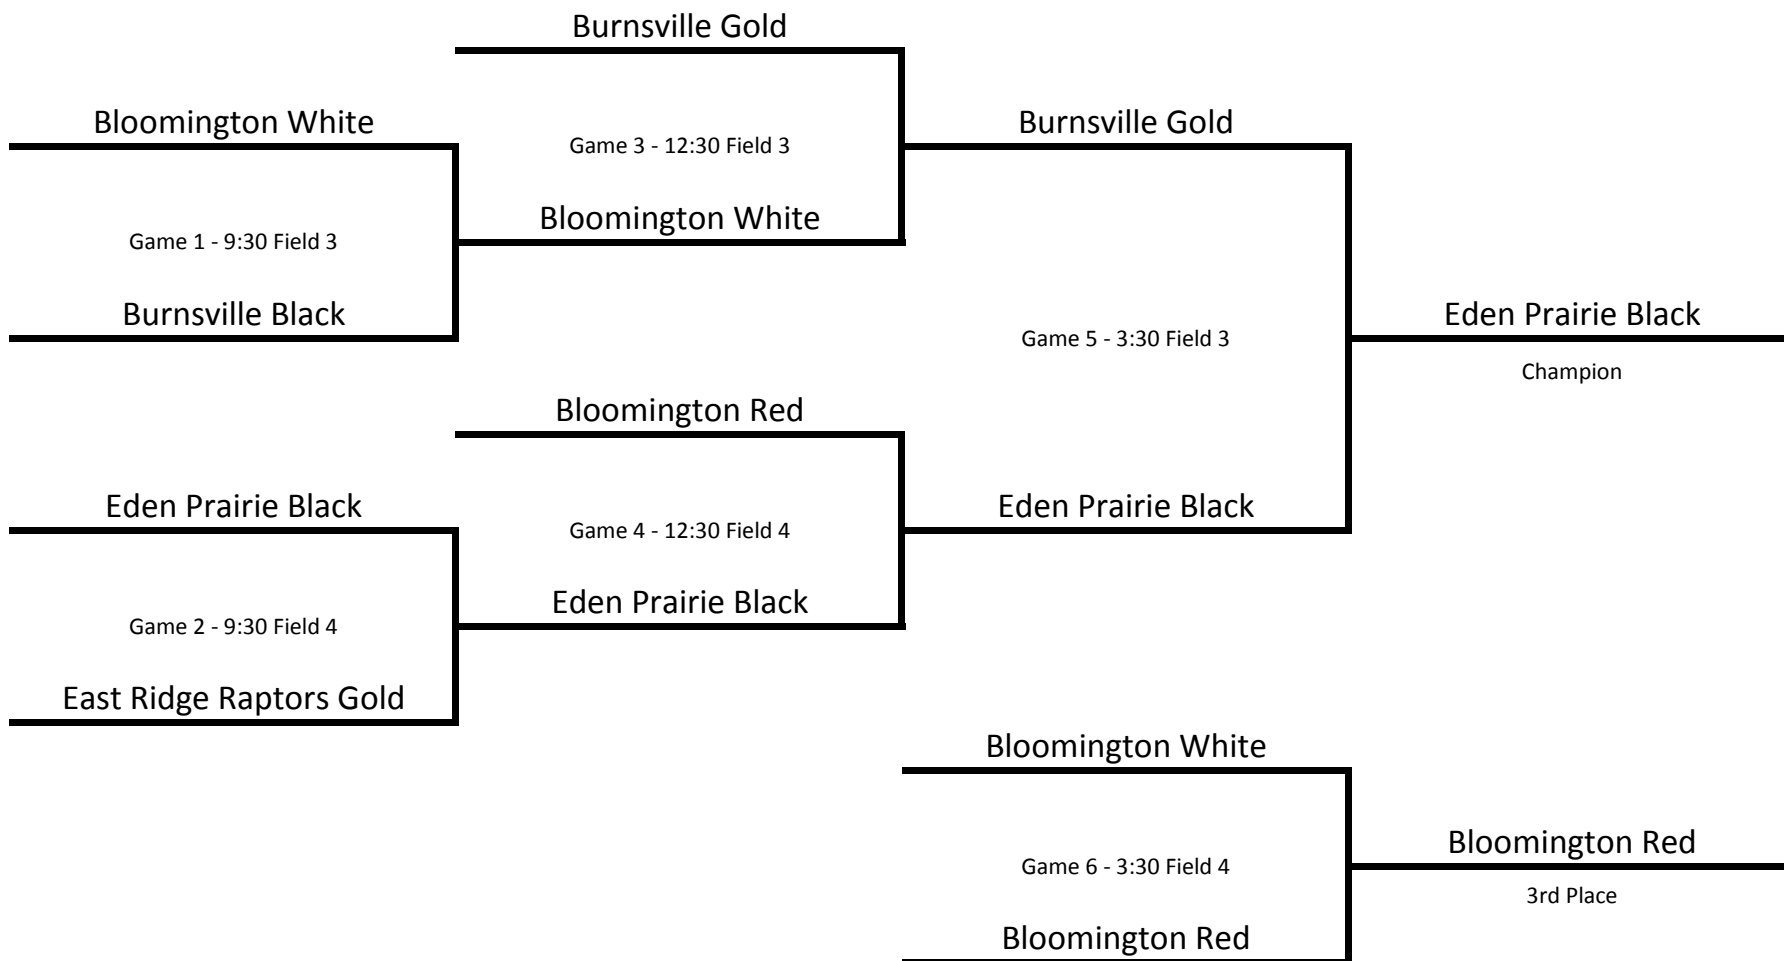 Burnsville Gold
Bloomington White
Game 3 - 12:30 Field 3
Burnsville Gold
Game 1 - 9:30 Field 3
Bloomington White
Burnsville Black
Game 5 - 3:30 Field 3
Eden Prairie Black
Champion
Bloomington Red
Eden Prairie Black
Game 4 - 12:30 Field 4
Eden Prairie Black
Game 2 - 9:30 Field 4
Eden Prairie Black
East Ridge Raptors Gold
Bloomington White
Game 6 - 3:30 Field 4
Bloomington Red
3rd Place
Bloomington Red